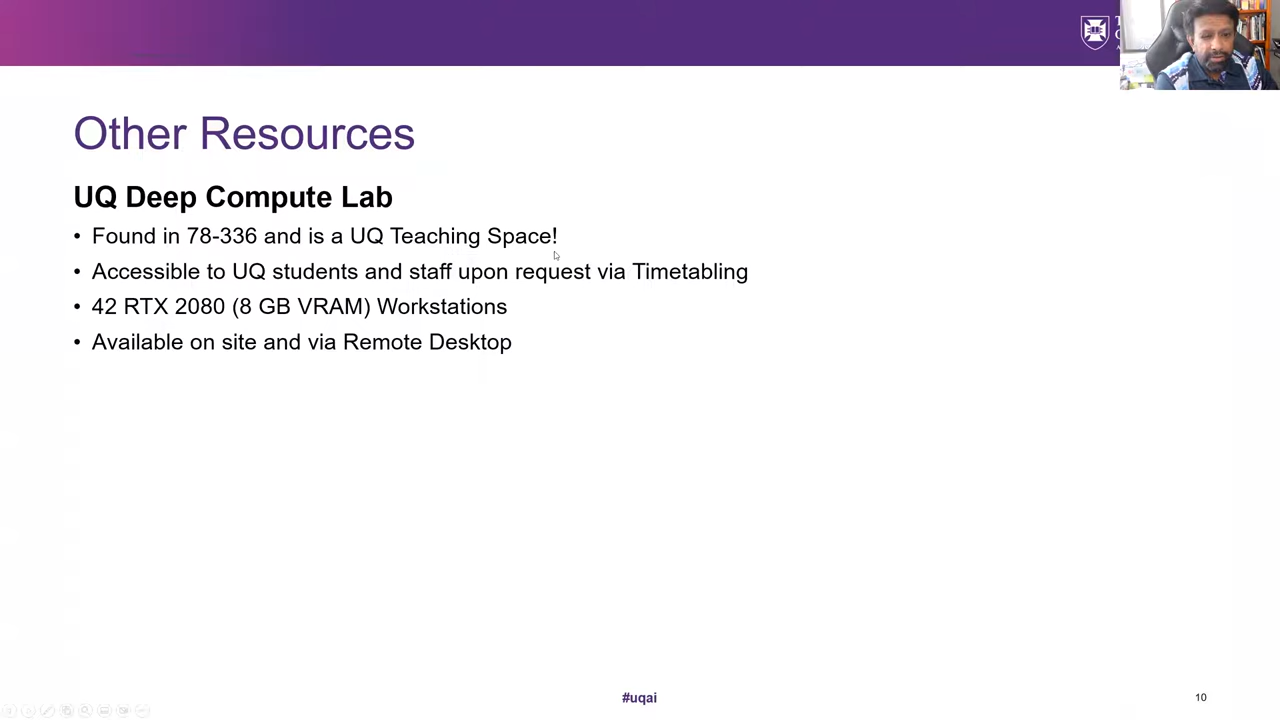 Other Resources
UQ Deep Compute Lab
• Found in 78-336 and is a UQ Teaching Space!
• Accessible to UQ students and staff upon request via Timetabling
• 42 RTX 2080 (8 GB VRAM) Workstations
• Available on site and via Remote Desktop
#uqai
10